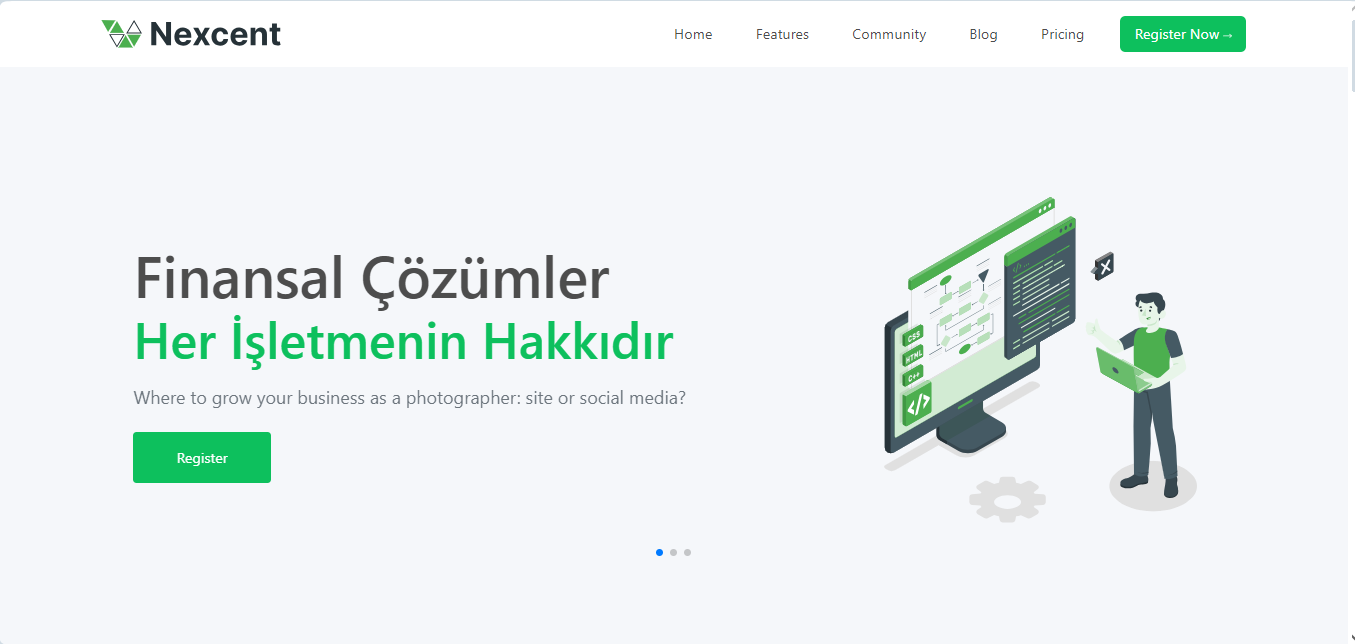 Nexcent
Home Features Community Blog Pricing Register Now→
Finansal Çözümler
Her İşletmenin Hakkıdır
Where to grow your business as a photographer: site or social media?
Register
CSS
HTML
C++
</>